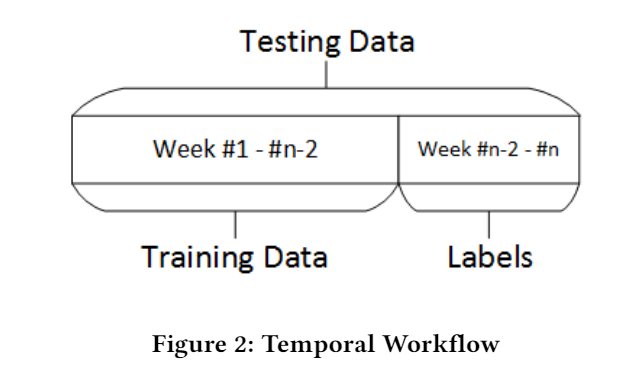 Testing Data
Week #1 - #n-2
Week #n-2 - #n
Training Data
Labels
Figure 2: Temporal Workflow